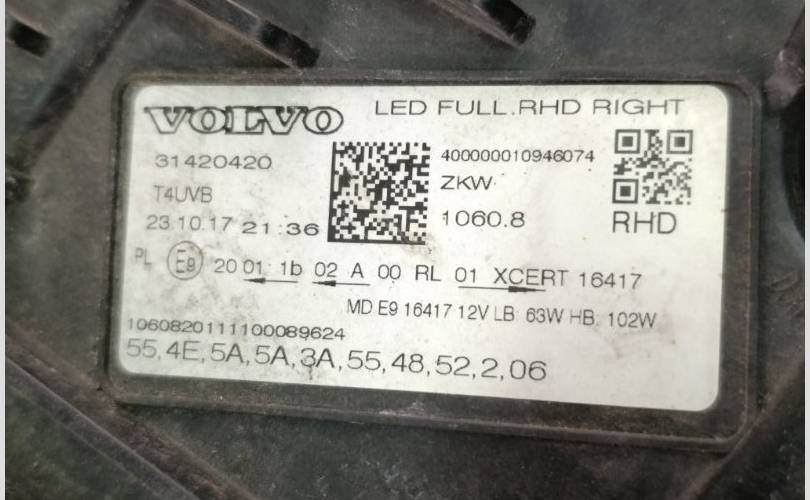 VOLVO LED FULL.RHD RIGHT
31420420
T4UVB
23.10.17 21:36
400000010946074
ZKW
1060.8
RHD
PL E9 20 01 1b 02 A 00 RL 01 XCERT 16417
MD E9 16417 12V LB: 63W HB: 102W
1060820111100089624
55,4E,5A,5A,3A,55,48,52,2,06